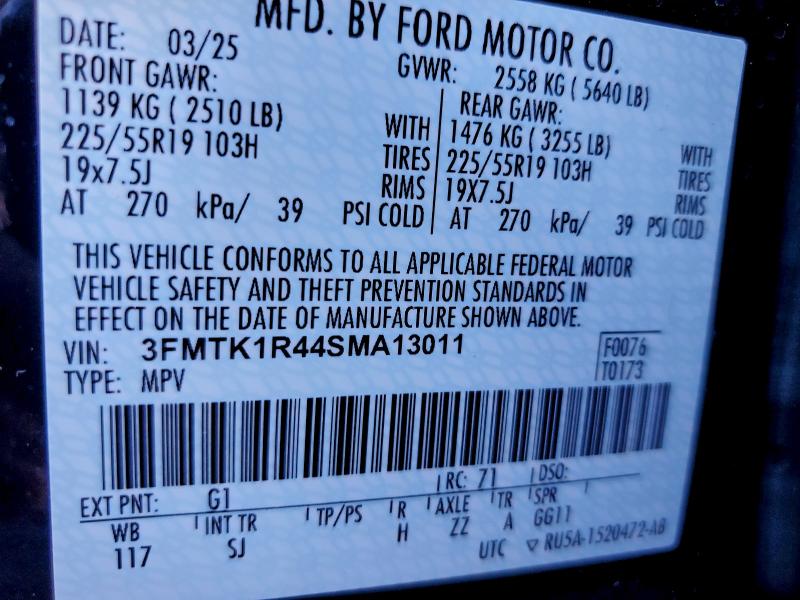 MFD. BY FORD MOTOR CO.
DATE: 03/25 GVWR: 2558 KG ( 5640 LB)
FRONT GAWR: REAR GAWR:
1139 KG ( 2510 LB) WITH 1476 KG ( 3255 LB) WITH
225/55R19 103H TIRES 225/55R19 103H TIRES
19x7.5J RIMS 19X7.5J RIMS
AT 270 kPa/ 39 PSI COLD AT 270 kPa/ 39 PSI COLD
THIS VEHICLE CONFORMS TO ALL APPLICABLE FEDERAL MOTOR
VEHICLE SAFETY AND THEFT PREVENTION STANDARDS IN
EFFECT ON THE DATE OF MANUFACTURE SHOWN ABOVE.
VIN: 3FMTK1R44SMA13011 F0076
TYPE: MPV T0173
EXT PNT: G1 RC: 71 DSO:
WB INT TR TP/PS R AXLE TR SPR
117 SJ H ZZ A GG11
UTC ▽ RU5A-1520472-AB